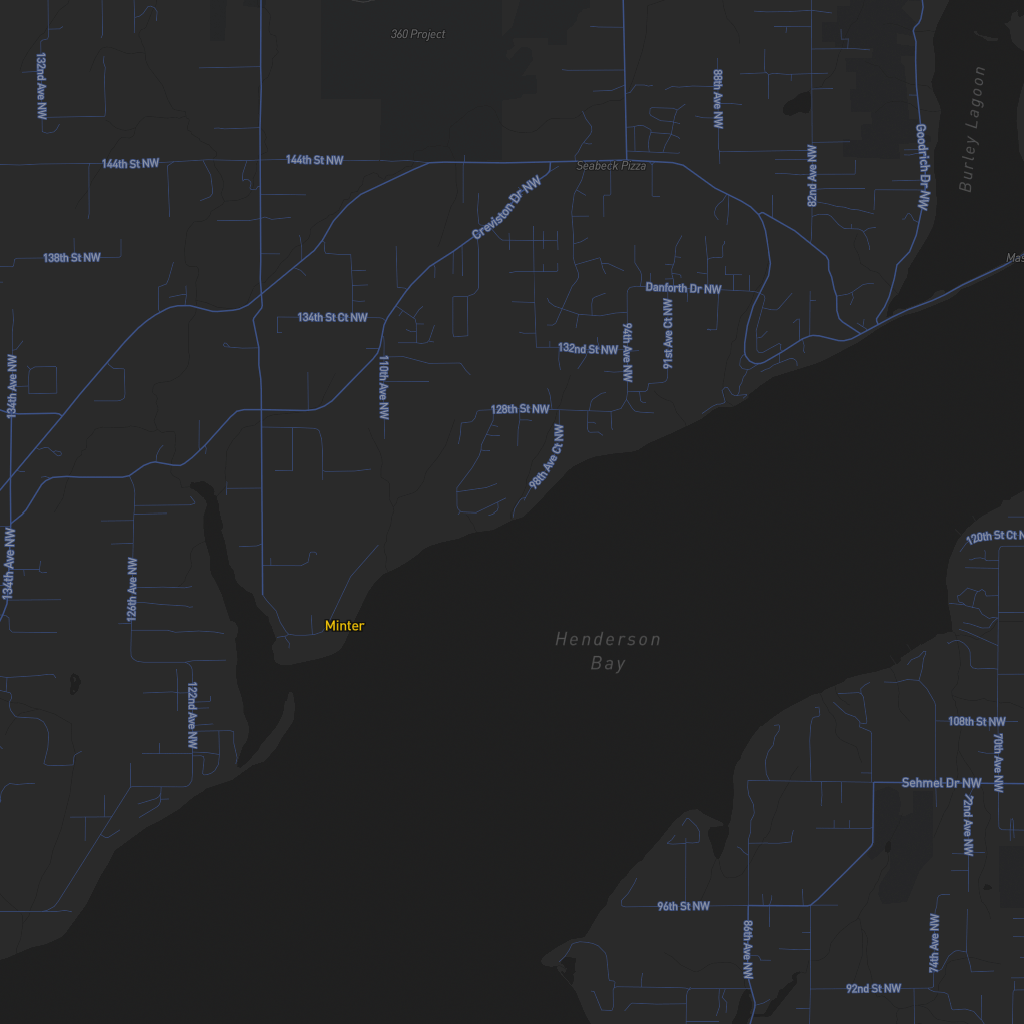 360 Project
132nd Ave NW
88th Ave NW
Burley Lagoon
Goodrich Dr NW
144th St NW
144th St NW
Seabeck Pizza
82nd Ave NW
Creviston Dr NW
138th St NW
Mas
Danforth Dr NW
134th St Ct NW
91st Ave Ct NW
94th Ave NW
132nd St NW
134th Ave NW
110th Ave NW
128th St NW
98th Ave Ct NW
120th St Ct N
134th Ave NW
126th Ave NW
Minter
Henderson
Bay
122nd Ave NW
108th St NW
70th Ave NW
Sehmel Dr NW
72nd Ave NW
96th St NW
86th Ave NW
74th Ave NW
92nd St NW